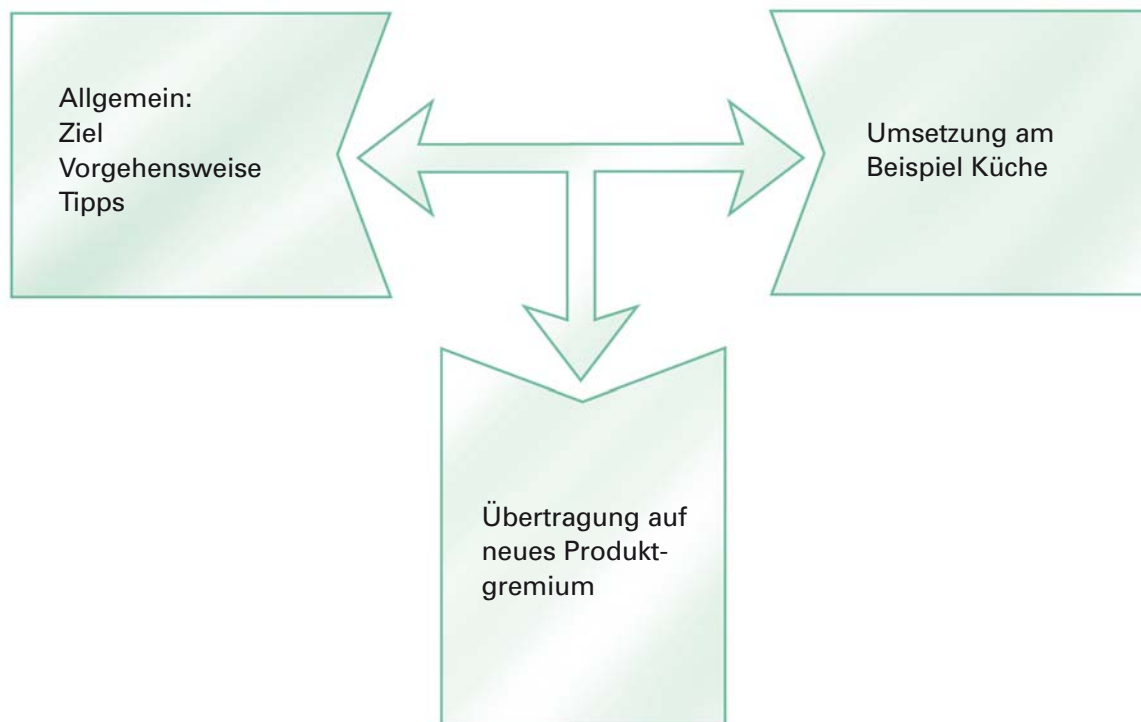 Allgemein:
Ziel
Vorgehensweise
Tipps
Umsetzung am
Beispiel Küche
Übertragung auf
neues Produkt-
gremium